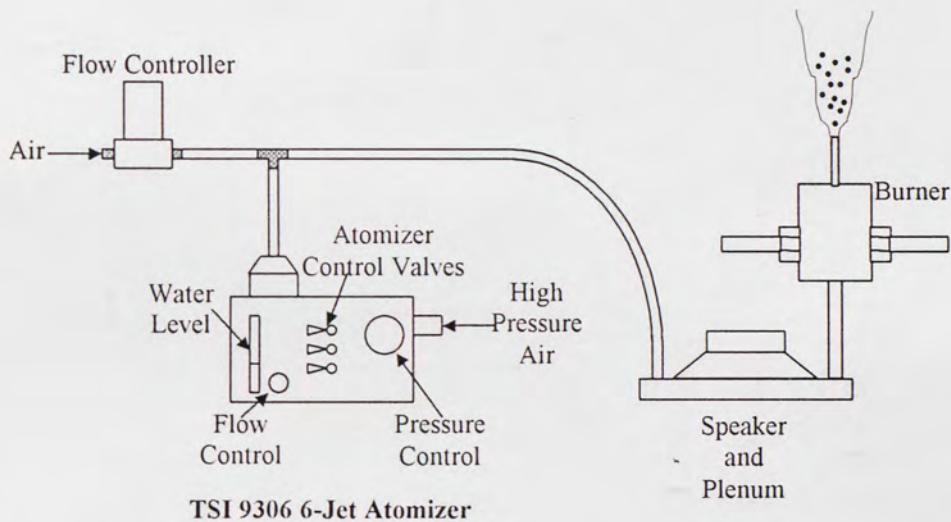 Flow Controller
Air
Burner
Atomizer
Control Valves
Water
Level
High
Pressure
Air
Flow
Control
Pressure
Control
Speaker
and
Plenum
TSI 9306 6-Jet Atomizer